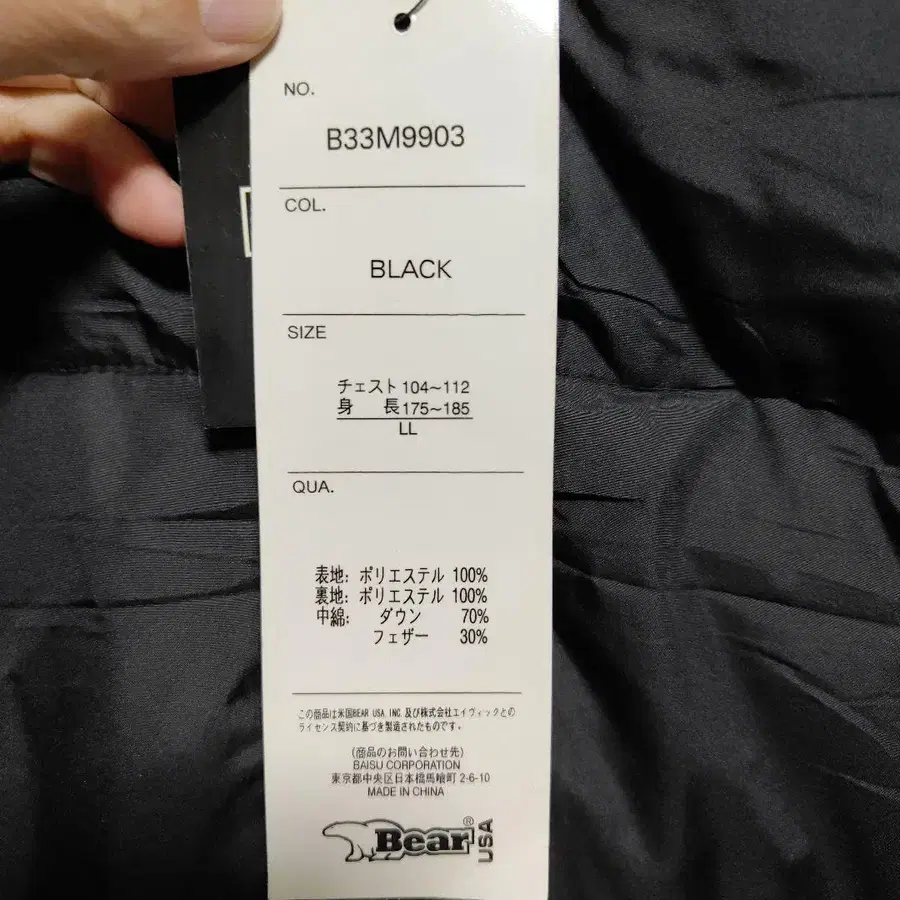 NO.
B33M9903
COL.
BLACK
SIZE
チェスト 104~112
身 長 175~185
LL
QUA.
表地: ポリエステル 100%
裏地: ポリエステル 100%
中綿: ダウン 70%
フェザー 30%
この商品は米国BEAR USA, INC. 及び株式会社エイヴィックとの
ライセンス契約に基づき製造されたものです。
(商品のお問い合わせ先)
BAISU CORPORATION
東京都中央区日本橋馬喰町 2-6-10
MADE IN CHINA
Bear® USA